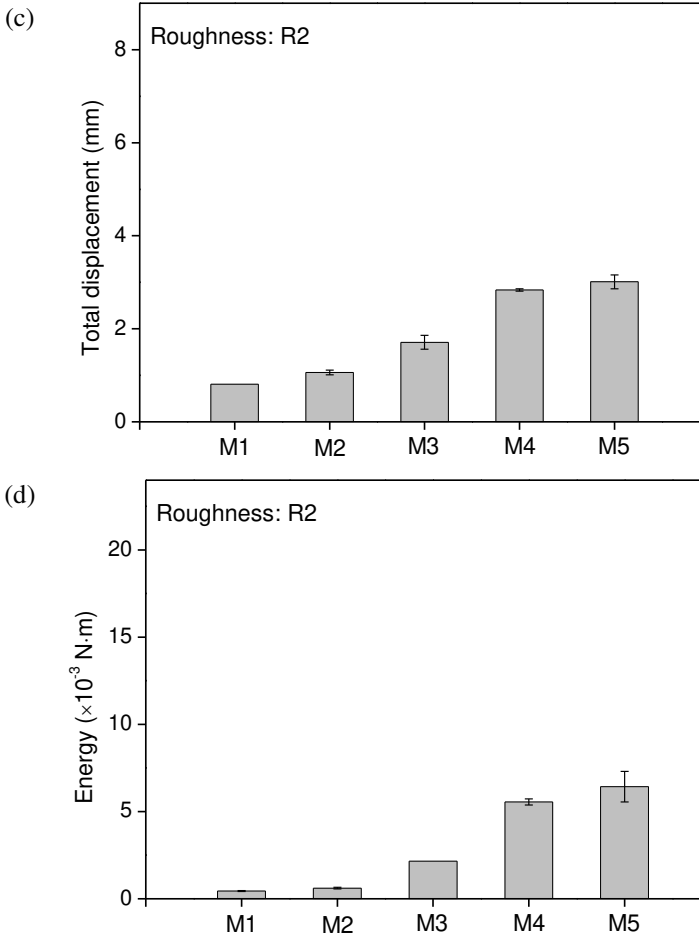 (c)
Roughness: R2
Total displacement (mm)
8
6
4
2
0
M1 M2 M3 M4 M5
(d)
Roughness: R2
Energy (×10⁻³ N·m)
20
15
10
5
0
M1 M2 M3 M4 M5